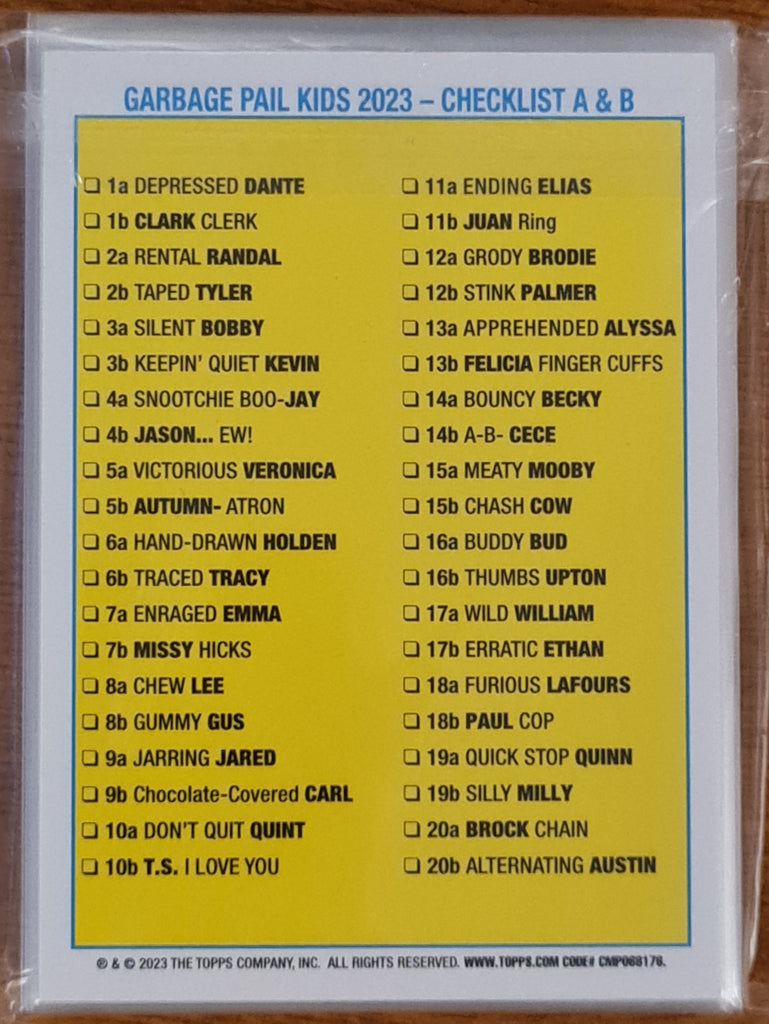 GARBAGE PAIL KIDS 2023 – CHECKLIST A & B
❏ 1a DEPRESSED DANTE
❏ 1b CLARK CLERK
❏ 2a RENTAL RANDAL
❏ 2b TAPED TYLER
❏ 3a SILENT BOBBY
❏ 3b KEEPIN' QUIET KEVIN
❏ 4a SNOOTCHIE BOO-JAY
❏ 4b JASON... EW!
❏ 5a VICTORIOUS VERONICA
❏ 5b AUTUMN- ATRON
❏ 6a HAND-DRAWN HOLDEN
❏ 6b TRACED TRACY
❏ 7a ENRAGED EMMA
❏ 7b MISSY HICKS
❏ 8a CHEW LEE
❏ 8b GUMMY GUS
❏ 9a JARRING JARED
❏ 9b Chocolate-Covered CARL
❏ 10a DON'T QUIT QUINT
❏ 10b T.S. I LOVE YOU
❏ 11a ENDING ELIAS
❏ 11b JUAN Ring
❏ 12a GRODY BRODIE
❏ 12b STINK PALMER
❏ 13a APPREHENDED ALYSSA
❏ 13b FELICIA FINGER CUFFS
❏ 14a BOUNCY BECKY
❏ 14b A-B- CECE
❏ 15a MEATY MOOBY
❏ 15b CHASH COW
❏ 16a BUDDY BUD
❏ 16b THUMBS UPTON
❏ 17a WILD WILLIAM
❏ 17b ERRATIC ETHAN
❏ 18a FURIOUS LAFOURS
❏ 18b PAUL COP
❏ 19a QUICK STOP QUINN
❏ 19b SILLY MILLY
❏ 20a BROCK CHAIN
❏ 20b ALTERNATING AUSTIN
® & © 2023 THE TOPPS COMPANY, INC. ALL RIGHTS RESERVED. WWW.TOPPS.COM CODE# CMP068176.